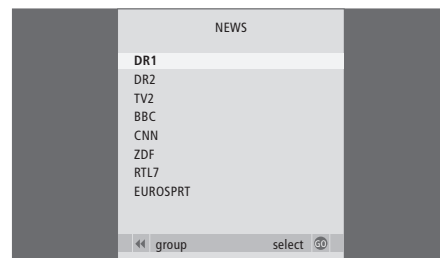 NEWS
DR1
DR2
TV2
BBC
CNN
ZDF
RTL7
EUROSPRT
group select GO